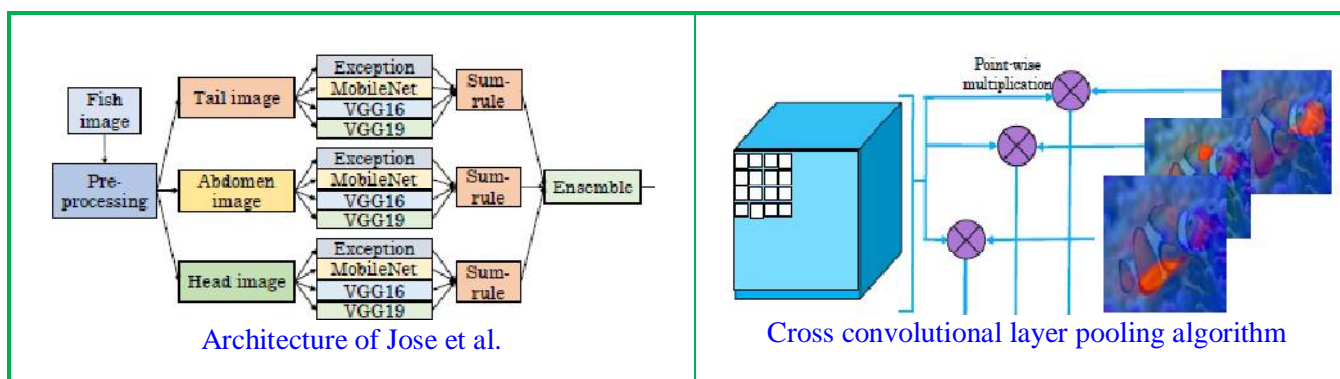 Fish
image
Pre-
processing
Tail image
Exception
MobileNet
VGG16
VGG19
Sum-
rule
Abdomen
image
Exception
MobileNet
VGG16
VGG19
Sum-
rule
Head image
Exception
MobileNet
VGG16
VGG19
Sum-
rule
Ensemble
Architecture of Jose et al.
Point-wise
multiplication
Cross convolutional layer pooling algorithm